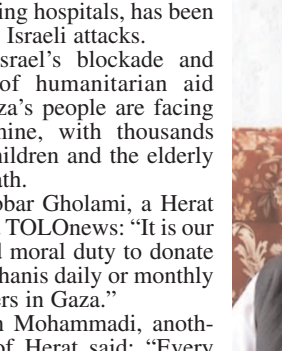 ing hospitals, has been
Israeli attacks.
srael's blockade and
of humanitarian aid
za's people are facing
nine, with thousands
hildren and the elderly
ath.
bar Gholami, a Herat
TOLOnews: “It is our
d moral duty to donate
hanis daily or monthly
ers in Gaza.”
n Mohammadi, anoth-
of Herat said: “Every